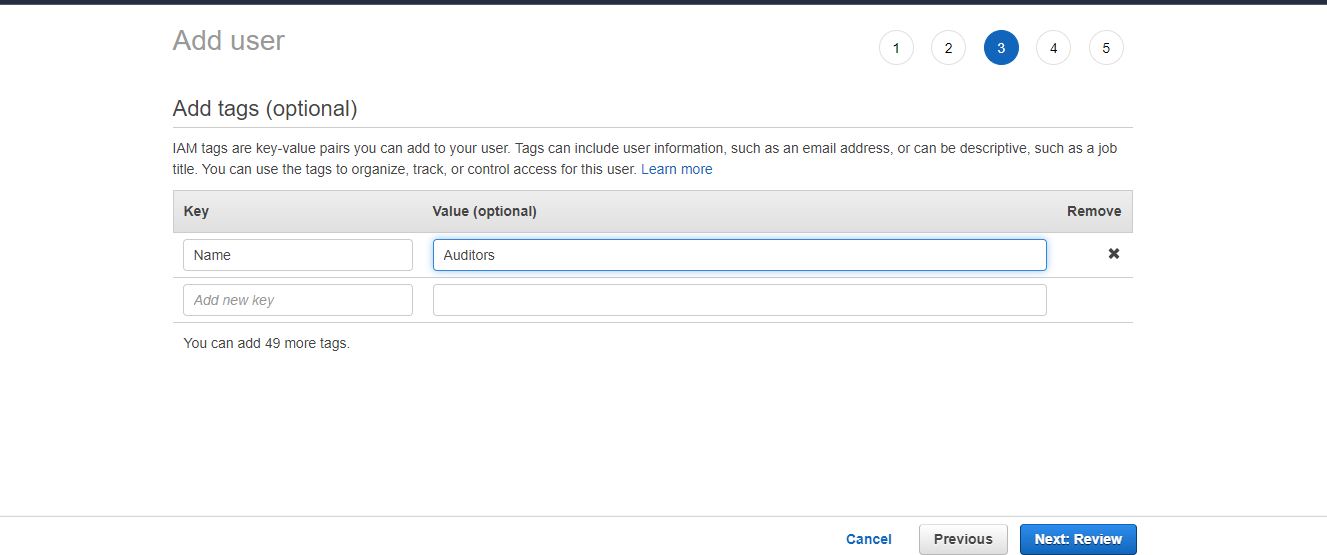 Add user
1 2 3 4 5
Add tags (optional)
IAM tags are key-value pairs you can add to your user. Tags can include user information, such as an email address, or can be descriptive, such as a job
title. You can use the tags to organize, track, or control access for this user. Learn more
Key Value (optional) Remove
Name Auditors
Add new key
You can add 49 more tags.
Cancel Previous Next: Review